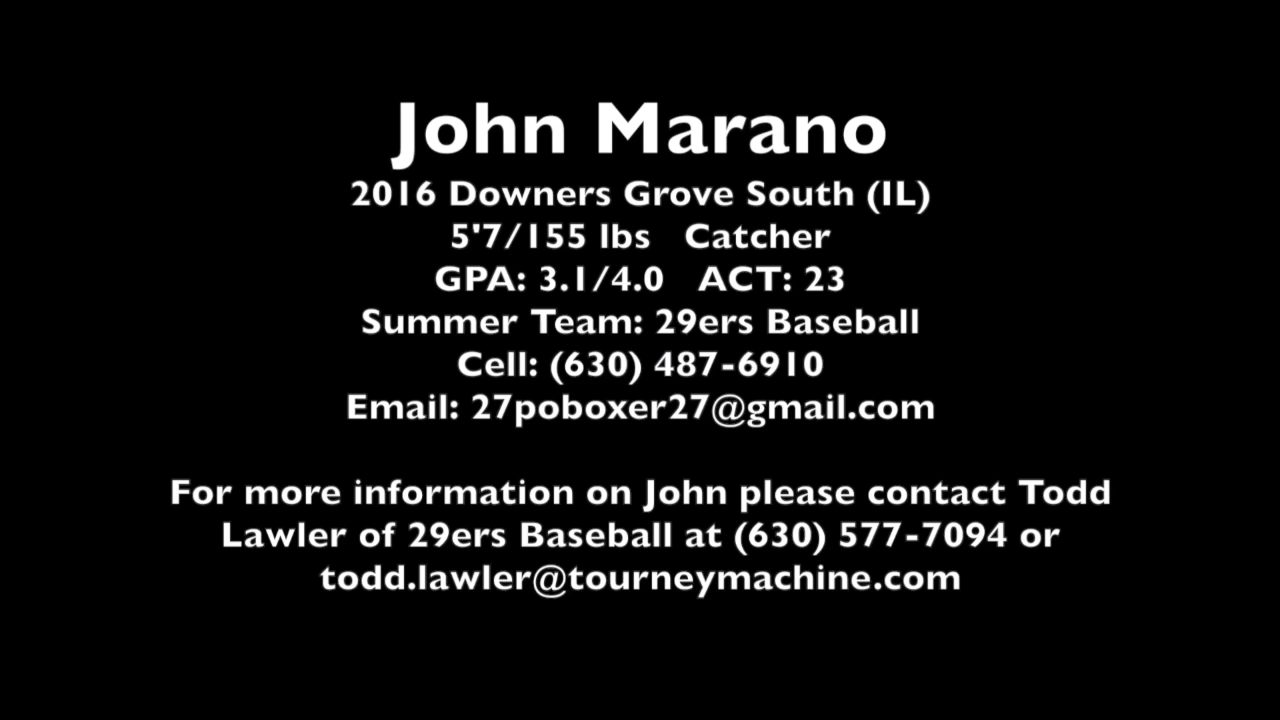 John Marano
2016 Downers Grove South (IL)
5'7/155 lbs   Catcher
GPA: 3.1/4.0   ACT: 23
Summer Team: 29ers Baseball
Cell: (630) 487-6910
Email: 27poboxer27@gmail.com
For more information on John please contact Todd
Lawler of 29ers Baseball at (630) 577-7094 or
todd.lawler@tourneymachine.com